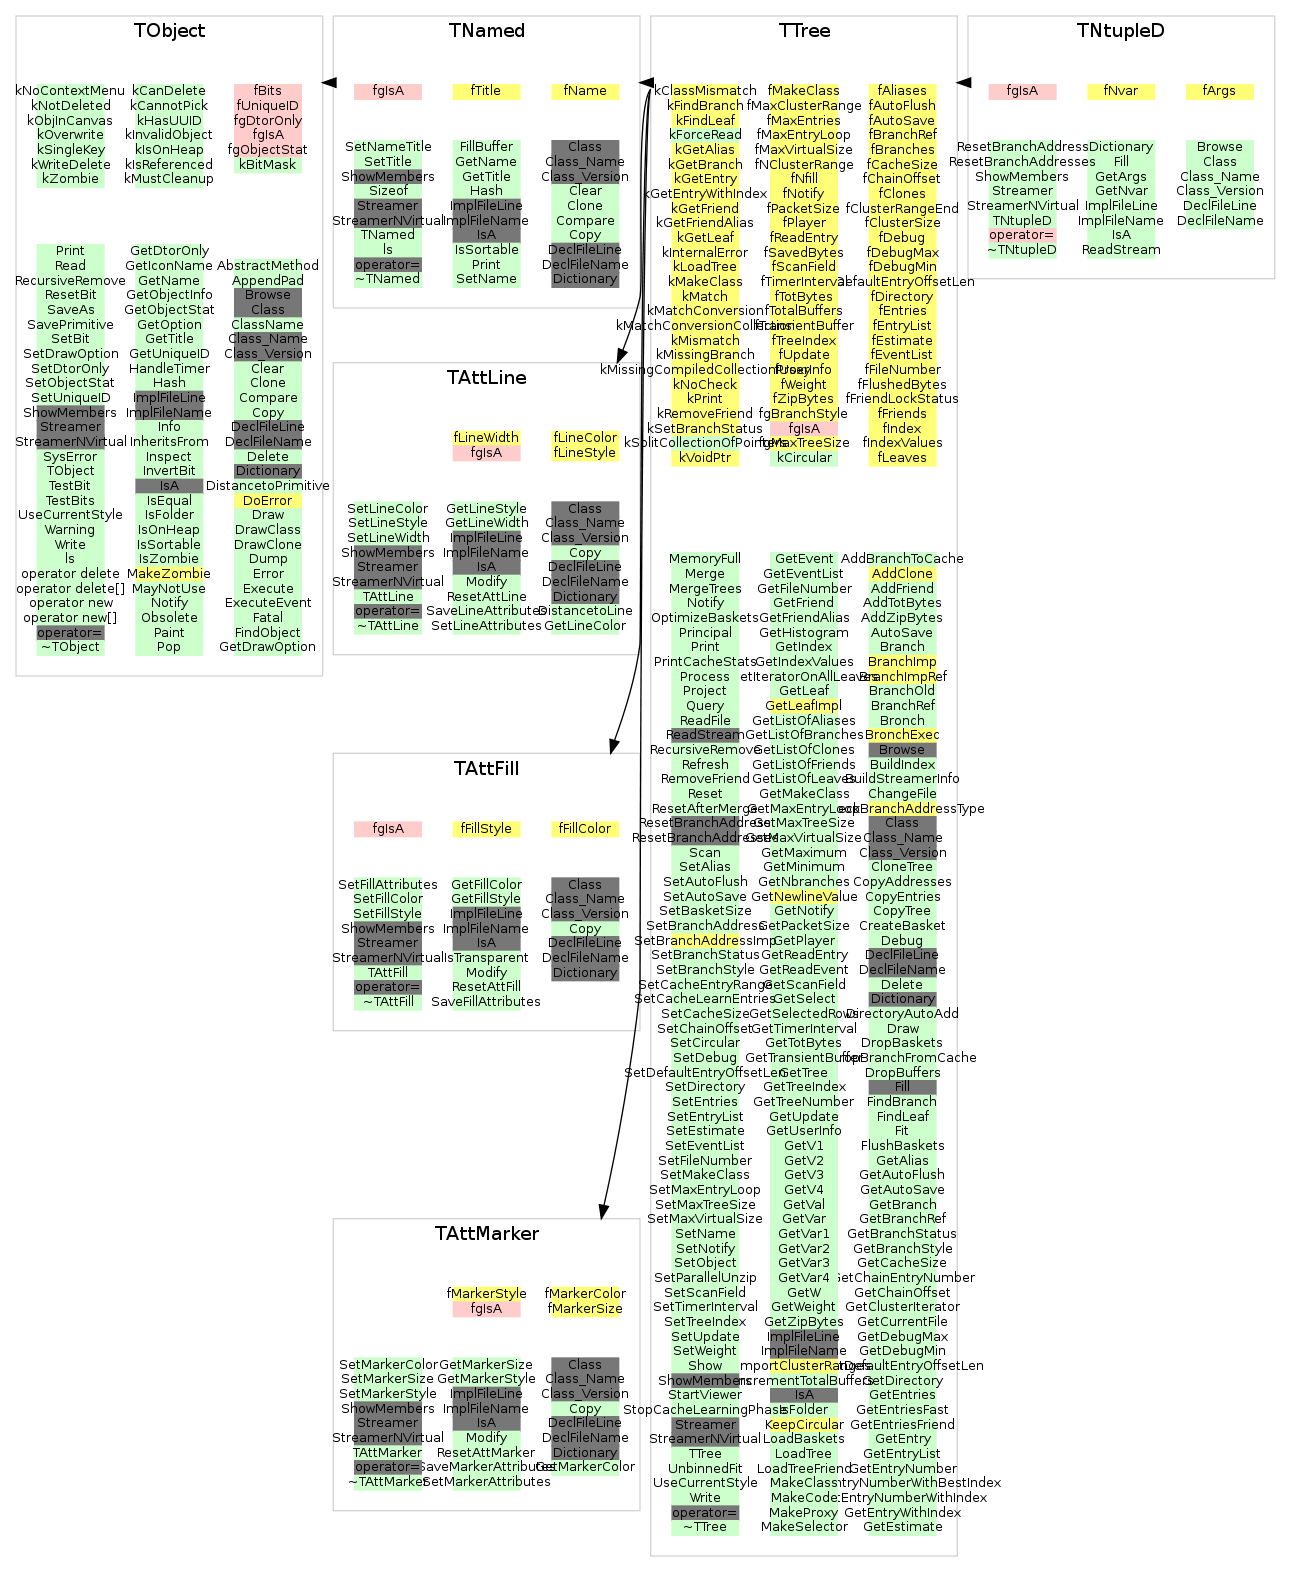 TObject
kNoContextMenu
kNotDeleted
kObjInCanvas
kOverwrite
kSingleKey
kWriteDelete
kZombie
kCanDelete
kCannotPick
kHasUUID
kInvalidObject
kIsOnHeap
kIsReferenced
kMustCleanup
fBits
fUniqueID
fgDtorOnly
fgIsA
fgObjectStat
kBitMask
Print
Read
RecursiveRemove
ResetBit
SaveAs
SavePrimitive
SetBit
SetDrawOption
SetDtorOnly
SetObjectStat
SetUniqueID
ShowMembers
Streamer
StreamerNVirtual
SysError
TObject
TestBit
TestBits
UseCurrentStyle
Warning
Write
ls
operator delete
operator delete[]
operator new
operator new[]
operator=
~TObject
GetDtorOnly
GetIconName
GetName
GetObjectInfo
GetObjectStat
GetOption
GetTitle
GetUniqueID
HandleTimer
Hash
ImplFileLine
ImplFileName
Info
InheritsFrom
Inspect
InvertBit
IsA
IsEqual
IsFolder
IsOnHeap
IsSortable
IsZombie
MakeZombie
MayNotUse
Notify
Obsolete
Paint
Pop
AbstractMethod
AppendPad
Browse
Class
ClassName
Class_Name
Class_Version
Clear
Clone
Compare
Copy
DeclFileLine
DeclFileName
Delete
Dictionary
DistancetoPrimitive
DoError
Draw
DrawClass
DrawClone
Dump
Error
Execute
ExecuteEvent
Fatal
FindObject
GetDrawOption
TNamed
fgIsA
fTitle
fName
SetNameTitle
SetTitle
ShowMembers
Sizeof
Streamer
StreamerNVirtual
TNamed
ls
operator=
~TNamed
FillBuffer
GetName
GetTitle
Hash
ImplFileLine
ImplFileName
IsA
IsSortable
Print
SetName
Class
Class_Name
Class_Version
Clear
Clone
Compare
Copy
DeclFileLine
DeclFileName
Dictionary
TAttLine
fLineWidth
fgIsA
fLineColor
fLineStyle
SetLineColor
SetLineStyle
SetLineWidth
ShowMembers
Streamer
StreamerNVirtual
TAttLine
operator=
~TAttLine
GetLineStyle
GetLineWidth
ImplFileLine
ImplFileName
IsA
Modify
ResetAttLine
SaveLineAttributes
SetLineAttributes
Class
Class_Name
Class_Version
Copy
DeclFileLine
DeclFileName
Dictionary
DistancetoLine
GetLineColor
TAttFill
fgIsA
fFillStyle
fFillColor
SetFillAttributes
SetFillColor
SetFillStyle
ShowMembers
Streamer
StreamerNVirtual
TAttFill
operator=
~TAttFill
GetFillColor
GetFillStyle
ImplFileLine
ImplFileName
IsA
IsTransparent
Modify
ResetAttFill
SaveFillAttributes
Class
Class_Name
Class_Version
Copy
DeclFileLine
DeclFileName
Dictionary
TAttMarker
fMarkerStyle
fgIsA
fMarkerColor
fMarkerSize
SetMarkerColor
SetMarkerSize
SetMarkerStyle
ShowMembers
Streamer
StreamerNVirtual
TAttMarker
operator=
~TAttMarker
GetMarkerSize
GetMarkerStyle
ImplFileLine
ImplFileName
IsA
Modify
ResetAttMarker
SaveMarkerAttributes
SetMarkerAttributes
Class
Class_Name
Class_Version
Copy
DeclFileLine
DeclFileName
Dictionary
GetMarkerColor
TTree
kClassMismatch
kFindBranch
kFindLeaf
kForceRead
kGetAlias
kGetBranch
kGetEntry
kGetEntryWithIndex
kGetFriend
kGetFriendAlias
kGetLeaf
kInternalError
kLoadTree
kMakeClass
kMatch
kMatchConversion
kMatchConversionCollection
kMismatch
kMissingBranch
kMissingCompiledCollectionProxy
kNoCheck
kPrint
kRemoveFriend
kSetBranchStatus
kSplitCollectionOfPointers
kVoidPtr
fMakeClass
fMaxClusterRange
fMaxEntries
fMaxEntryLoop
fMaxVirtualSize
fNClusterRange
fNfill
fNotify
fPacketSize
fPlayer
fReadEntry
fSavedBytes
fScanField
fTimerInterval
fTotBytes
fTotalBuffers
fTransientBuffer
fTreeIndex
fUpdate
fUserInfo
fWeight
fZipBytes
fgBranchStyle
fgIsA
fgMaxTreeSize
kCircular
fAliases
fAutoFlush
fAutoSave
fBranchRef
fBranches
fCacheSize
fChainOffset
fClones
fClusterRangeEnd
fClusterSize
fDebug
fDebugMax
fDebugMin
fDefaultEntryOffsetLen
fDirectory
fEntries
fEntryList
fEstimate
fEventList
fFileNumber
fFlushedBytes
fFriendLockStatus
fFriends
fIndex
fIndexValues
fLeaves
MemoryFull
Merge
MergeTrees
Notify
OptimizeBaskets
Principal
Print
PrintCacheStats
Process
Project
Query
ReadFile
ReadStream
RecursiveRemove
Refresh
RemoveFriend
Reset
ResetAfterMerge
ResetBranchAddress
ResetBranchAddresses
Scan
SetAlias
SetAutoFlush
SetAutoSave
SetBasketSize
SetBranchAddress
SetBranchAddressImp
SetBranchStatus
SetBranchStyle
SetCacheEntryRange
SetCacheLearnEntries
SetCacheSize
SetChainOffset
SetCircular
SetDebug
SetDefaultEntryOffsetLen
SetDirectory
SetEntries
SetEntryList
SetEstimate
SetEventList
SetFileNumber
SetMakeClass
SetMaxEntryLoop
SetMaxTreeSize
SetMaxVirtualSize
SetName
SetNotify
SetObject
SetParallelUnzip
SetScanField
SetTimerInterval
SetTreeIndex
SetUpdate
SetWeight
Show
ShowMembers
StartViewer
StopCacheLearningPhase
Streamer
StreamerNVirtual
TTree
UnbinnedFit
UseCurrentStyle
Write
operator=
~TTree
GetEvent
GetEventList
GetFileNumber
GetFriend
GetFriendAlias
GetHistogram
GetIndex
GetIndexValues
etIteratorOnAllLeaves
GetLeaf
GetLeafImpl
GetListOfAliases
GetListOfBranches
GetListOfClones
GetListOfFriends
GetListOfLeaves
GetMakeClass
GetMaxEntryLoop
GetMaxTreeSize
GetMaxVirtualSize
GetMaximum
GetMinimum
GetNbranches
GetNewlineValue
GetNotify
GetPacketSize
GetPlayer
GetReadEntry
GetReadEvent
GetScanField
GetSelect
GetSelectedRows
GetTimerInterval
GetTotBytes
GetTransientBuffer
GetTree
GetTreeIndex
GetTreeNumber
GetUpdate
GetUserInfo
GetV1
GetV2
GetV3
GetV4
GetVal
GetVar
GetVar1
GetVar2
GetVar3
GetVar4
GetW
GetWeight
GetZipBytes
ImplFileLine
ImplFileName
ImportClusterRanges
IncrementTotalBuffers
IsA
IsFolder
KeepCircular
LoadBaskets
LoadTree
LoadTreeFriend
MakeClass
MakeCode
MakeProxy
MakeSelector
AddBranchToCache
AddClone
AddFriend
AddTotBytes
AddZipBytes
AutoSave
Branch
BranchImp
BranchImpRef
BranchOld
BranchRef
Bronch
BronchExec
Browse
BuildIndex
BuildStreamerInfo
ChangeFile
eckBranchAddressType
Class
Class_Name
Class_Version
CloneTree
CopyAddresses
CopyEntries
CopyTree
CreateBasket
Debug
DeclFileLine
DeclFileName
Delete
Dictionary
DirectoryAutoAdd
Draw
DropBaskets
opBranchFromCache
DropBuffers
Fill
FindBranch
FindLeaf
Fit
FlushBaskets
GetAlias
GetAutoFlush
GetAutoSave
GetBranch
GetBranchRef
GetBranchStatus
GetBranchStyle
GetCacheSize
GetChainEntryNumber
GetChainOffset
GetClusterIterator
GetCurrentFile
GetDebugMax
GetDebugMin
tDefaultEntryOffsetLen
GetDirectory
GetEntries
GetEntriesFast
GetEntriesFriend
GetEntry
GetEntryList
GetEntryNumber
ntryNumberWithBestIndex
tEntryNumberWithIndex
GetEntryWithIndex
GetEstimate
TNtupleD
fgIsA
fNvar
fArgs
ResetBranchAddress
ResetBranchAddresses
ShowMembers
Streamer
StreamerNVirtual
TNtupleD
operator=
~TNtupleD
Dictionary
Fill
GetArgs
GetNvar
ImplFileLine
ImplFileName
IsA
ReadStream
Browse
Class
Class_Name
Class_Version
DeclFileLine
DeclFileName